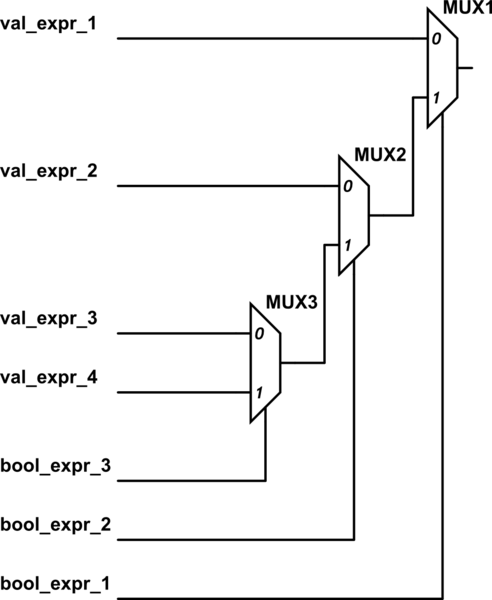 MUX1
val_expr_1
0
1
MUX2
val_expr_2
0
1
MUX3
val_expr_3
0
val_expr_4
1
bool_expr_3
bool_expr_2
bool_expr_1